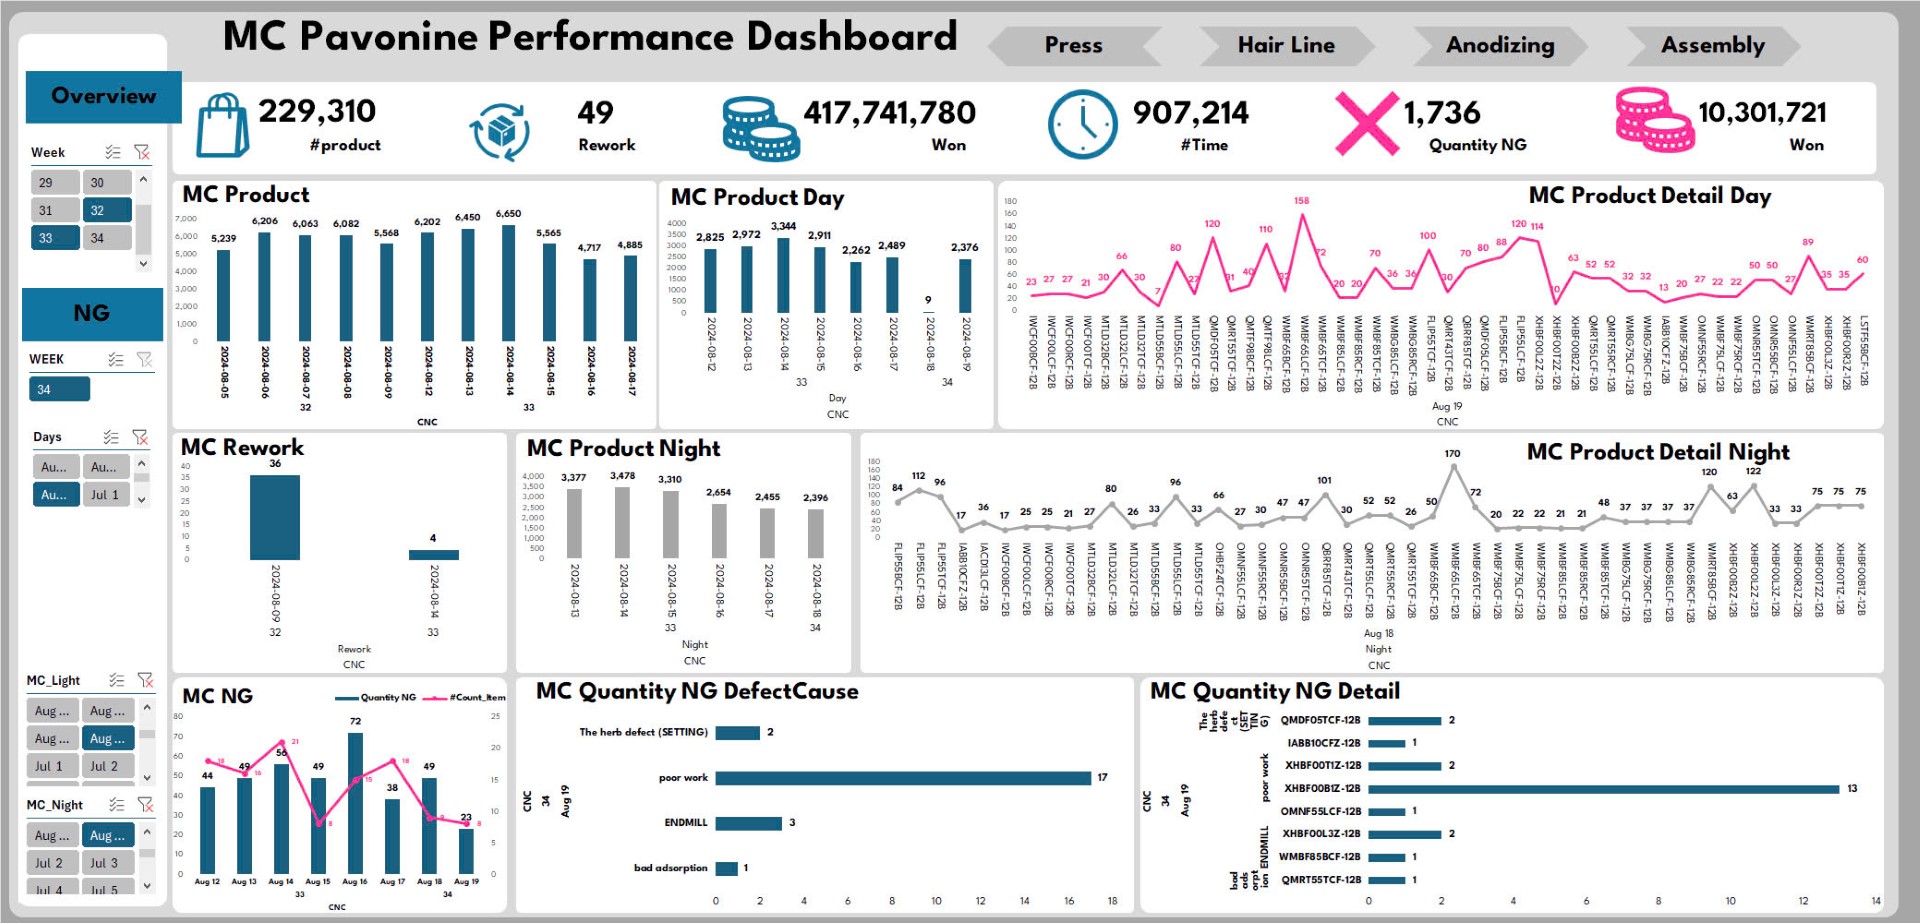 MC Pavonine Performance Dashboard
Press
Hair Line
Anodizing
Assembly
Overview
229,310
#product
49
Rework
417,741,780
Won
907,214
#Time
1,736
Quantity NG
10,301,721
Won
Week
29 30
31 32
33 34
NG
WEEK
34
Days
Au... Au...
Au... Jul 1
MC_Light
Aug ... Aug ...
Aug ... Aug ...
Jul 1 Jul 2
MC_Night
Aug ... Aug ...
Jul 2 Jul 3
Jul 4 Jul 5
MC Product
7,000
6,000
5,000
4,000
3,000
2,000
1,000
0
5,239 6,206 6,063 6,082 5,568 6,202 6,450 6,650 5,565 4,717 4,885
2024-08-05 2024-08-06 2024-08-07 2024-08-08 2024-08-09 2024-08-12 2024-08-13 2024-08-14 2024-08-15 2024-08-16 2024-08-17
32 33
CNC
MC Product Day
4000
3500
3000
2500
2000
1500
1000
500
0
2,825 2,972 3,344 2,911 2,262 2,489 9 2,376
2024-08-12 2024-08-13 2024-08-14 2024-08-15 2024-08-16 2024-08-17 2024-08-18 2024-08-19
33 34
Day
CNC
MC Product Detail Day
180
160
140
120
100
80
60
40
20
0
23 27 27 21 30 66 30 7 80 27 120 31 40 110 32 158 72 20 20 70 36 36 100 30 70 80 88 120 114 10 63 52 52 32 32 13 20 27 22 22 50 50 27 89 35 35 60
IWCF00BCF-12B IWCF00LCF-12B IWCF00RCF-12B IWCF00TCF-12B MTLD32BCF-12B MTLD32LCF-12B MTLD32TCF-12B MTLD55BCF-12B MTLD55LCF-12B MTLD55TCF-12B QMDF05TCF-12B QMRT55TCF-12B QMTF98BCF-12B QMTF98LCF-12B WMBF65BCF-12B WMBF65LCF-12B WMBF65TCF-12B WMBF85LCF-12B WMBF85RCF-12B WMBF85TCF-12B WMBG85LCF-12B WMBG85RCF-12B FLIP55TCF-12B QMRT43TCF-12B QBRFB5TCF-12B QMDF05LCF-12B FLIP55BCF-12B FLIP55LCF-12B XHBF00L2Z-12B XHBF00T2Z-12B XHBF00B2Z-12B QMRT55LCF-12B QMRT55RCF-12B WMBG75LCF-12B WMBG75RCF-12B IABB10CFZ-12B WMBF75BCF-12B OMNF55RCF-12B WMBF75LCF-12B WMBF75RCF-12B OMNR55TCF-12B OMNR55BCF-12B OMNF55LCF-12B WMRT85BCF-12B XHBF00L3Z-12B XHBF00R3Z-12B LSTF55BCF-12B
Aug 19
CNC
MC Rework
40
35
30
25
20
15
10
5
0
36 4
2024-08-09 2024-08-14
32 33
Rework
CNC
MC Product Night
4,000
3,500
3,000
2,500
2,000
1,500
1,000
500
0
3,377 3,478 3,310 2,654 2,455 2,396
2024-08-13 2024-08-14 2024-08-15 2024-08-16 2024-08-17 2024-08-18
33 34
Night
CNC
MC Product Detail Night
180
160
140
120
100
80
60
40
20
0
84 112 96 17 36 17 25 25 21 27 80 26 33 96 33 66 27 30 47 47 101 30 52 52 26 50 170 72 20 22 22 21 21 48 37 37 37 37 120 63 122 33 33 75 75 75
FLIP55BCF-12B FLIP55LCF-12B FLIP55TCF-12B IABB10CFZ-12B IACD13LCF-12B IWCF00BCF-12B IWCF00LCF-12B IWCF00RCF-12B IWCF00TCF-12B MTLD32BCF-12B MTLD32LCF-12B MTLD32TCF-12B MTLD55BCF-12B MTLD55LCF-12B MTLD55TCF-12B OHBF24TCF-12B OMNF55LCF-12B OMNF55RCF-12B OMNR55BCF-12B OMNR55TCF-12B QBRFB5TCF-12B QMRT43TCF-12B QMRT55LCF-12B QMRT55RCF-12B QMRT55TCF-12B WMBF65BCF-12B WMBF65LCF-12B WMBF65TCF-12B WMBF75BCF-12B WMBF75LCF-12B WMBF75RCF-12B WMBF85BCF-12B WMBF85RCF-12B WMBF85TCF-12B WMBG75LCF-12B WMBG75RCF-12B WMBG85LCF-12B WMBG85RCF-12B WMRT85BCF-12B XHBF00B2Z-12B XHBF00L2Z-12B XHBF00L3Z-12B XHBF00R3Z-12B XHBF00T2Z-12B XHBF00T1Z-12B XHBF00B1Z-12B
Aug 18
Night
CNC
MC NG
Quantity NG #Count_Item
80
70
60
50
40
30
20
10
0
44 49 56 49 72 38 49 23
18 16 21 8 15 18 9 8
25
20
15
10
5
0
Aug 12 Aug 13 Aug 14 Aug 15 Aug 16 Aug 17 Aug 18 Aug 19
33 34
CNC
MC Quantity NG DefectCause
CNC
34
Aug 19
The herb defect (SETTING) 2
poor work 17
ENDMILL 3
bad adsorption 1
0 2 4 6 8 10 12 14 16 18
MC Quantity NG Detail
CNC
34
Aug 19
The herb defe ct (SET TIN G)
poor work
ENDMILL
bad ads orpt ion
QMDF05TCF-12B 2
IABB10CFZ-12B 1
XHBF00T1Z-12B 2
XHBF00B1Z-12B 13
OMNF55LCF-12B 1
XHBF00L3Z-12B 2
WMBF85BCF-12B 1
QMRT55TCF-12B 1
0 2 4 6 8 10 12 14